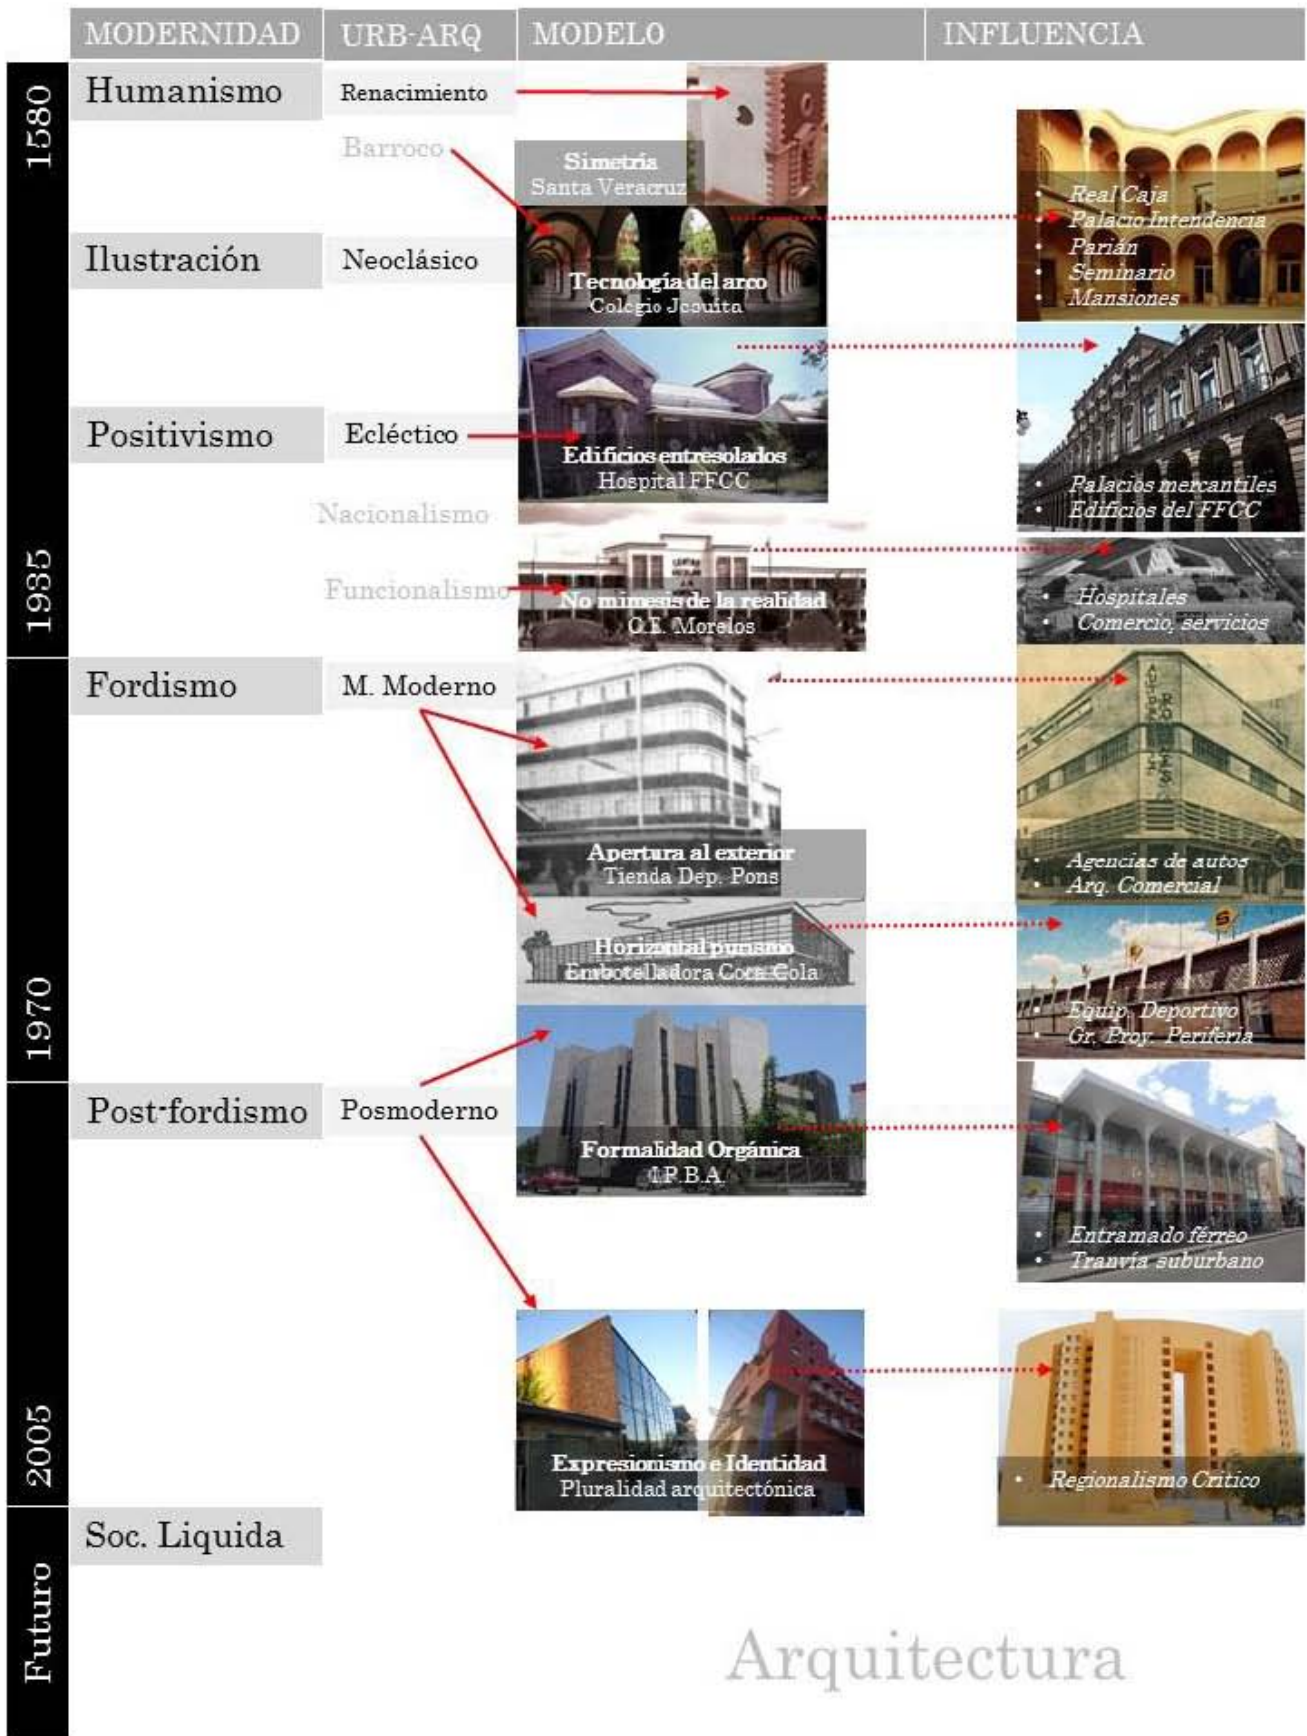 MODERNIDAD
URB-ARQ
MODELO
INFLUENCIA
1580
Humanismo
Renacimiento
Barroco
Simetría
Santa Veracruz
Real Caja
Palacio Intendencia
Parián
Seminario
Mansiones
Ilustración
Neoclásico
Tecnología del arco
Colegio Jesuita
Positivismo
Ecléctico
Edificios entresolados
Hospital FFCC
Palacios mercantiles
Edificios del FFCC
Nacionalismo
1935
Funcionalismo
CENTRO
No mimesis de la realidad
C.E. Morelos
Hospitales
Comercio, servicios
Fordismo
M. Moderno
Apertura al exterior
Tienda Dep. Pons
Agencias de autos
Arq. Comercial
Horizontal purismo
Embotelladora Coca Cola
S
Equip. Deportivo
Gr. Proy. Periferia
1970
Post-fordismo
Posmoderno
Formalidad Orgánica
I.R.B.A.
Entramado férreo
Tranvía suburbano
2005
Expresionismo e Identidad
Pluralidad arquitectónica
Regionalismo Critico
Soc. Liquida
Futuro
Arquitectura